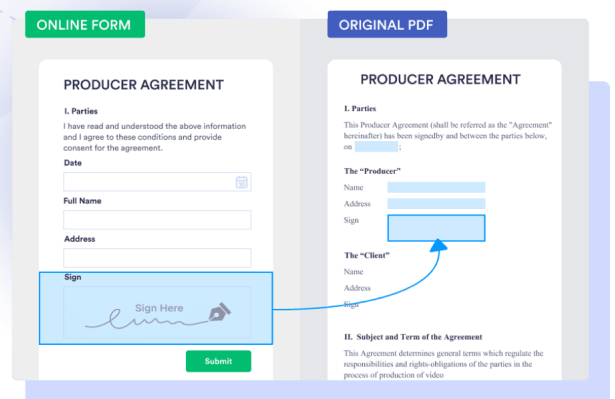 ONLINE FORM
PRODUCER AGREEMENT
I. Parties
I have read and understood the above information
and I agree to these conditions and provide
consent for the agreement.
Date
Full Name
Address
Sign
Sign Here
Submit
ORIGINAL PDF
PRODUCER AGREEMENT
I. Parties
This Producer Agreement (shall be referred as the "Agreement"
hereinafter) has been signedby and between the parties below,
on ;
The “Producer”
Name
Address
Sign
The “Client”
Name
Address
Sign
II. Subject and Term of the Agreement
This Agreement determines general terms which regulate the
responsibilities and rights-obligations of the parties in the
process of production of video